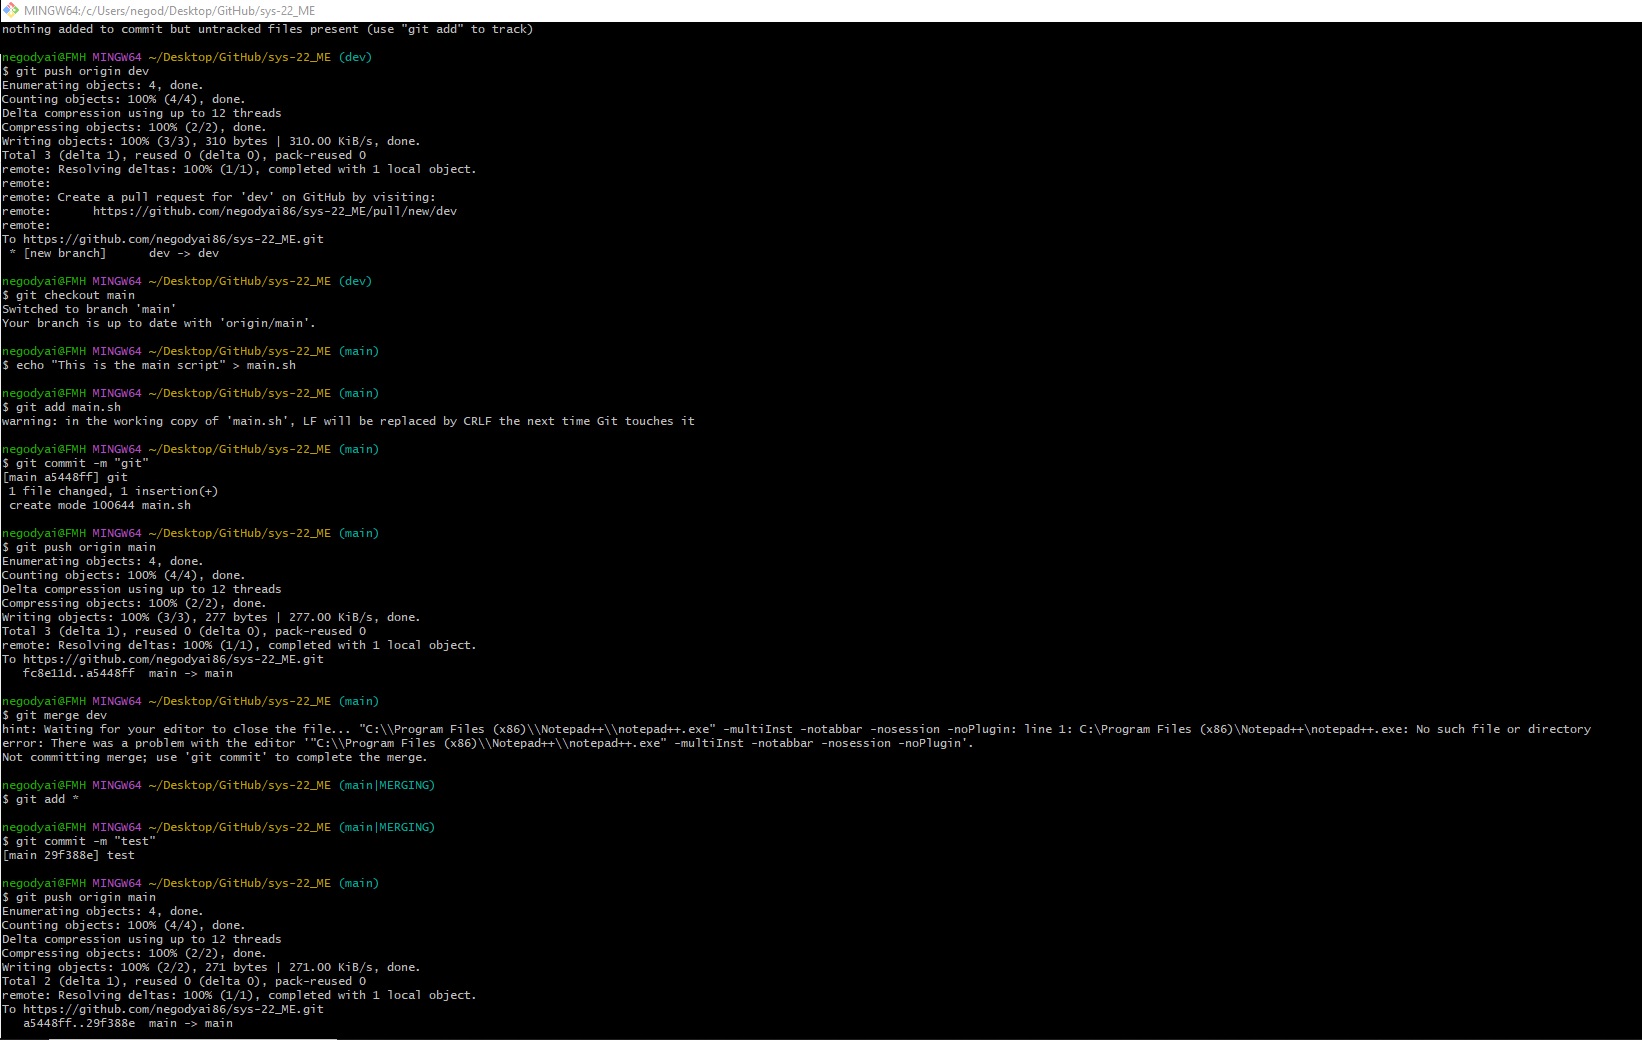 MINGW64:/c/Users/negod/Desktop/GitHub/sys-22_ME
nothing added to commit but untracked files present (use "git add" to track)
negodyai@FMH MINGW64 ~/Desktop/GitHub/sys-22_ME (dev)
$ git push origin dev
Enumerating objects: 4, done.
Counting objects: 100% (4/4), done.
Delta compression using up to 12 threads
Compressing objects: 100% (2/2), done.
Writing objects: 100% (3/3), 310 bytes | 310.00 KiB/s, done.
Total 3 (delta 1), reused 0 (delta 0), pack-reused 0
remote: Resolving deltas: 100% (1/1), completed with 1 local object.
remote:
remote: Create a pull request for 'dev' on GitHub by visiting:
remote:      https://github.com/negodyai86/sys-22_ME/pull/new/dev
remote:
To https://github.com/negodyai86/sys-22_ME.git
 * [new branch]      dev -> dev
negodyai@FMH MINGW64 ~/Desktop/GitHub/sys-22_ME (dev)
$ git checkout main
Switched to branch 'main'
Your branch is up to date with 'origin/main'.
negodyai@FMH MINGW64 ~/Desktop/GitHub/sys-22_ME (main)
$ echo "This is the main script" > main.sh
negodyai@FMH MINGW64 ~/Desktop/GitHub/sys-22_ME (main)
$ git add main.sh
warning: in the working copy of 'main.sh', LF will be replaced by CRLF the next time Git touches it
negodyai@FMH MINGW64 ~/Desktop/GitHub/sys-22_ME (main)
$ git commit -m "git"
[main a5448ff] git
 1 file changed, 1 insertion(+)
 create mode 100644 main.sh
negodyai@FMH MINGW64 ~/Desktop/GitHub/sys-22_ME (main)
$ git push origin main
Enumerating objects: 4, done.
Counting objects: 100% (4/4), done.
Delta compression using up to 12 threads
Compressing objects: 100% (2/2), done.
Writing objects: 100% (3/3), 277 bytes | 277.00 KiB/s, done.
Total 3 (delta 1), reused 0 (delta 0), pack-reused 0
remote: Resolving deltas: 100% (1/1), completed with 1 local object.
To https://github.com/negodyai86/sys-22_ME.git
   fc8e11d..a5448ff  main -> main
negodyai@FMH MINGW64 ~/Desktop/GitHub/sys-22_ME (main)
$ git merge dev
hint: Waiting for your editor to close the file... "C:\\Program Files (x86)\\Notepad++\\notepad++.exe" -multiInst -notabbar -nosession -noPlugin: line 1: C:\Program Files (x86)\Notepad++\notepad++.exe: No such file or directory
error: There was a problem with the editor '"C:\\Program Files (x86)\\Notepad++\\notepad++.exe" -multiInst -notabbar -nosession -noPlugin'.
Not committing merge; use 'git commit' to complete the merge.
negodyai@FMH MINGW64 ~/Desktop/GitHub/sys-22_ME (main|MERGING)
$ git add *
negodyai@FMH MINGW64 ~/Desktop/GitHub/sys-22_ME (main|MERGING)
$ git commit -m "test"
[main 29f388e] test
negodyai@FMH MINGW64 ~/Desktop/GitHub/sys-22_ME (main)
$ git push origin main
Enumerating objects: 4, done.
Counting objects: 100% (4/4), done.
Delta compression using up to 12 threads
Compressing objects: 100% (2/2), done.
Writing objects: 100% (2/2), 271 bytes | 271.00 KiB/s, done.
Total 2 (delta 1), reused 0 (delta 0), pack-reused 0
remote: Resolving deltas: 100% (1/1), completed with 1 local object.
To https://github.com/negodyai86/sys-22_ME.git
   a5448ff..29f388e  main -> main